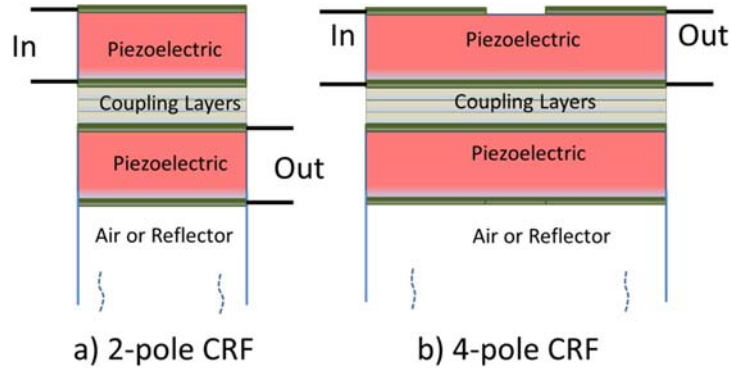 In
Piezoelectric
Coupling Layers
Piezoelectric
Out
Air or Reflector
a) 2-pole CRF
In
Piezoelectric
Out
Coupling Layers
Piezoelectric
Air or Reflector
b) 4-pole CRF